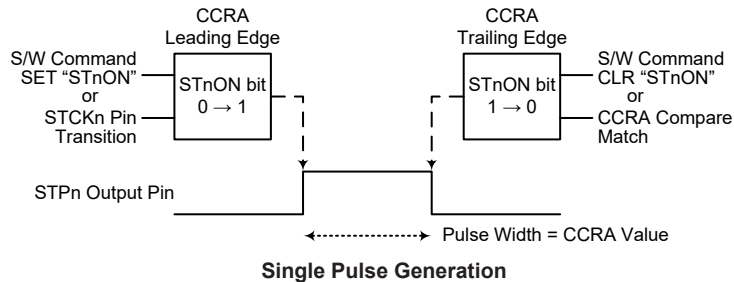 CCRA
Leading Edge
S/W Command
SET “STnON”
or
STCKn Pin
Transition
STnON bit
0 → 1
CCRA
Trailing Edge
STnON bit
1 → 0
S/W Command
CLR “STnON”
or
CCRA Compare
Match
STPn Output Pin
Pulse Width = CCRA Value
Single Pulse Generation